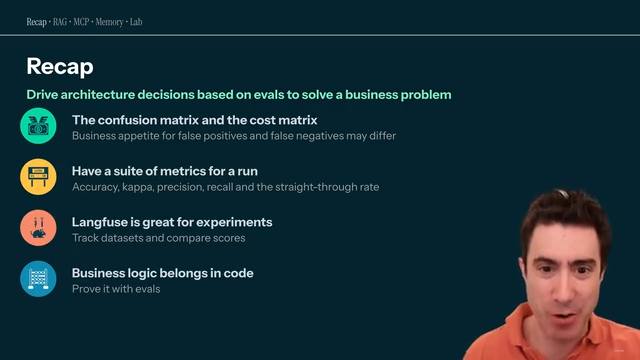 Recap • RAG • MCP • Memory • Lab
Recap
Drive architecture decisions based on evals to solve a business problem
The confusion matrix and the cost matrix
Business appetite for false positives and false negatives may differ
Have a suite of metrics for a run
Accuracy, kappa, precision, recall and the straight-through rate
Langfuse is great for experiments
Track datasets and compare scores
Business logic belongs in code
Prove it with evals